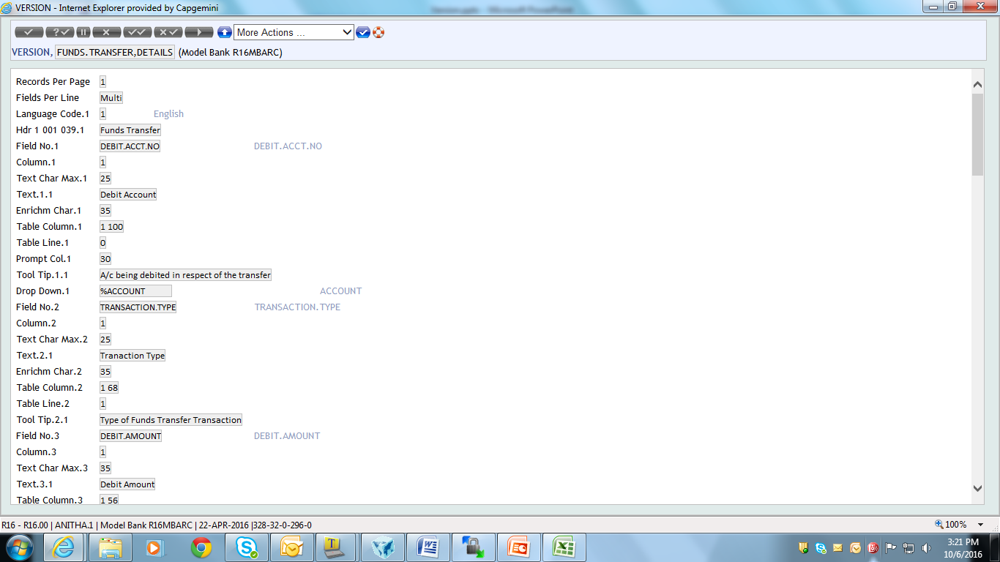 VERSION - Internet Explorer provided by Capgemini
More Actions ...
VERSION, FUNDS.TRANSFER,DETAILS (Model Bank R16MBARC)
Records Per Page 1
Fields Per Line Multi
Language Code.1 1 English
Hdr 1 001 039.1 Funds Transfer
Field No.1 DEBIT.ACCT.NO DEBIT.ACCT.NO
Column.1 1
Text Char Max.1 25
Text.1.1 Debit Account
Enrichm Char.1 35
Table Column.1 1 100
Table Line.1 0
Prompt Col.1 30
Tool Tip.1.1 A/c being debited in respect of the transfer
Drop Down.1 %ACCOUNT ACCOUNT
Field No.2 TRANSACTION.TYPE TRANSACTION.TYPE
Column.2 1
Text Char Max.2 25
Text.2.1 Tranaction Type
Enrichm Char.2 35
Table Column.2 1 68
Table Line.2 1
Tool Tip.2.1 Type of Funds Transfer Transaction
Field No.3 DEBIT.AMOUNT DEBIT.AMOUNT
Column.3 1
Text Char Max.3 35
Text.3.1 Debit Amount
Table Column.3 1 56
R16 - R16.00 | ANITHA.1 | Model Bank R16MBARC | 22-APR-2016 |328-32-0-296-0
100%
3:21 PM
10/6/2016